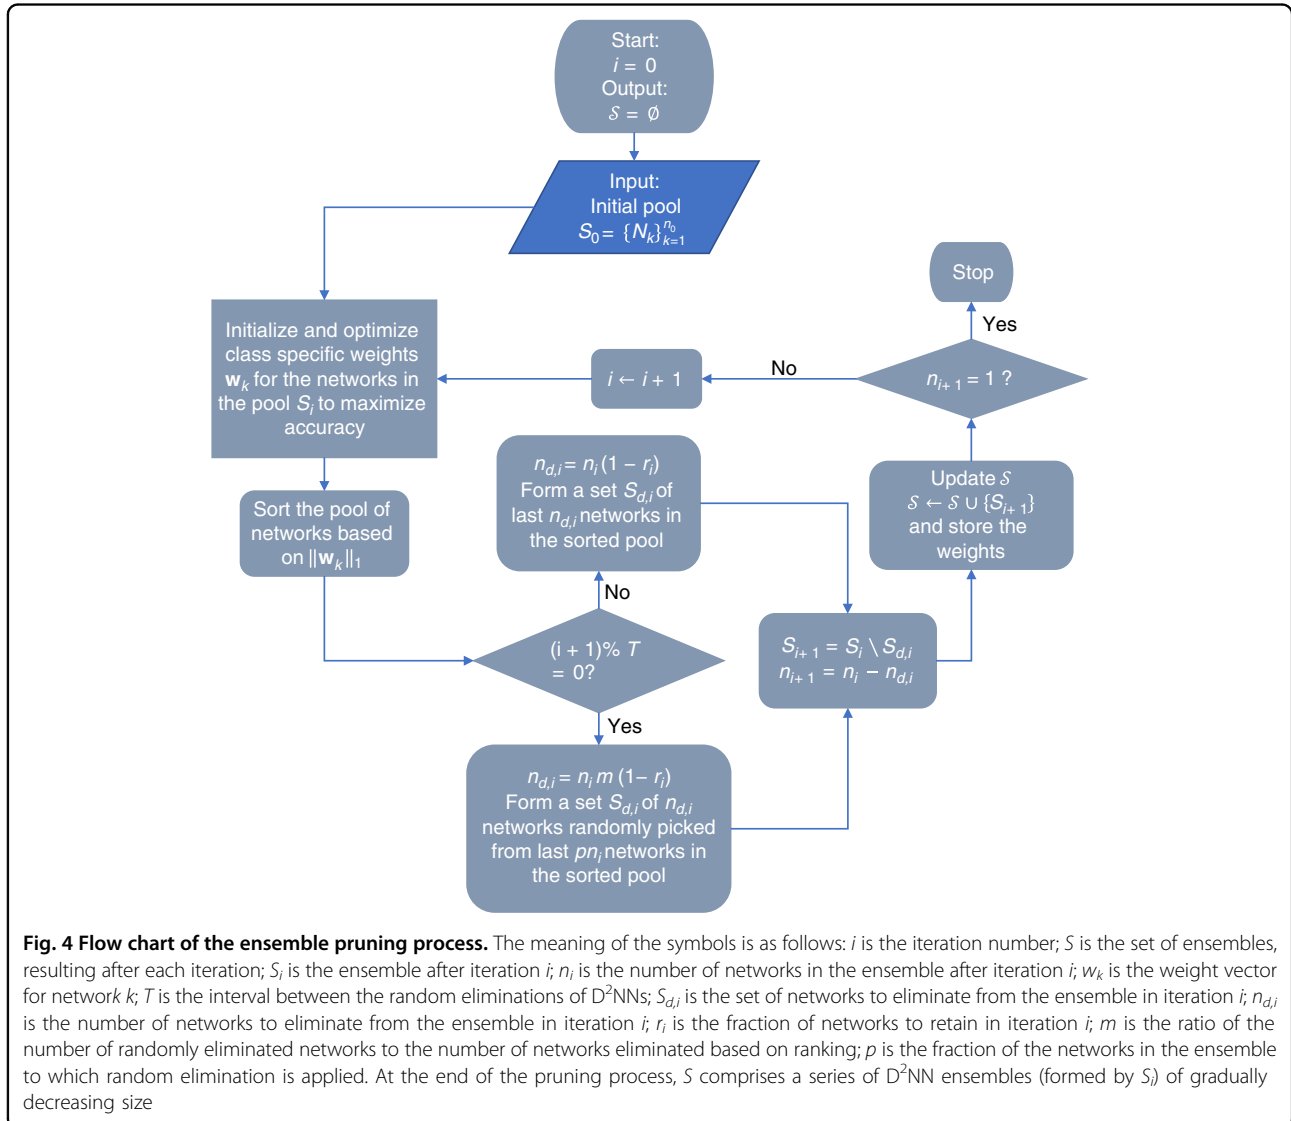 Start:
i = 0
Output:
𝒮 = ∅
Input:
Initial pool
S₀ = {Nₖ}ⁿ⁰ₖ₌₁
Stop
Yes
Initialize and optimize
class specific weights
𝐰ₖ for the networks in
the pool Sᵢ to maximize
accuracy
i ← i + 1
No
nᵢ₊₁ = 1 ?
n_{d,i} = nᵢ (1 − rᵢ)
Form a set S_{d,i} of
last n_{d,i} networks in
the sorted pool
Update 𝒮
𝒮 ← 𝒮 ∪ {Sᵢ₊₁}
and store the
weights
Sort the pool of
networks based
on ‖𝐰ₖ‖₁
No
(i + 1)% T
= 0?
Sᵢ₊₁ = Sᵢ \ S_{d,i}
nᵢ₊₁ = nᵢ − n_{d,i}
Yes
n_{d,i} = nᵢ m (1− rᵢ)
Form a set S_{d,i} of n_{d,i}
networks randomly picked
from last pnᵢ networks in
the sorted pool
Fig. 4 Flow chart of the ensemble pruning process. The meaning of the symbols is as follows: i is the iteration number; S is the set of ensembles,
resulting after each iteration; Sᵢ is the ensemble after iteration i; nᵢ is the number of networks in the ensemble after iteration i; wₖ is the weight vector
for network k; T is the interval between the random eliminations of D²NNs; S_{d,i} is the set of networks to eliminate from the ensemble in iteration i; n_{d,i}
is the number of networks to eliminate from the ensemble in iteration i; rᵢ is the fraction of networks to retain in iteration i; m is the ratio of the
number of randomly eliminated networks to the number of networks eliminated based on ranking; p is the fraction of the networks in the ensemble
to which random elimination is applied. At the end of the pruning process, S comprises a series of D²NN ensembles (formed by Sᵢ) of gradually
decreasing size